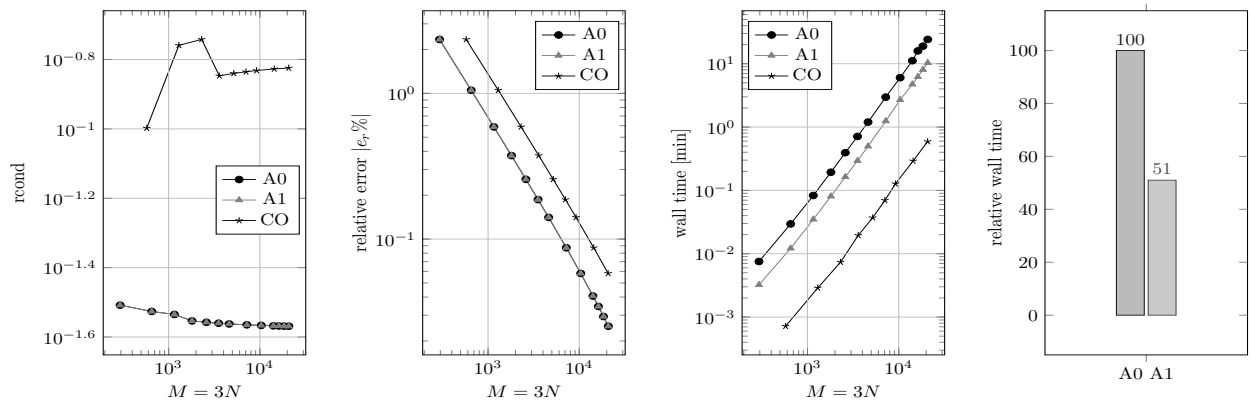 rcond
10^−0.8
10^−1
10^−1.2
10^−1.4
10^−1.6
10^3
10^4
M = 3N
A0
A1
CO
relative error |e_r%|
10^0
10^−1
10^3
10^4
M = 3N
A0
A1
CO
wall time [min]
10^1
10^0
10^−1
10^−2
10^−3
10^3
10^4
M = 3N
A0
A1
CO
relative wall time
100
80
60
40
20
0
100
51
A0 A1